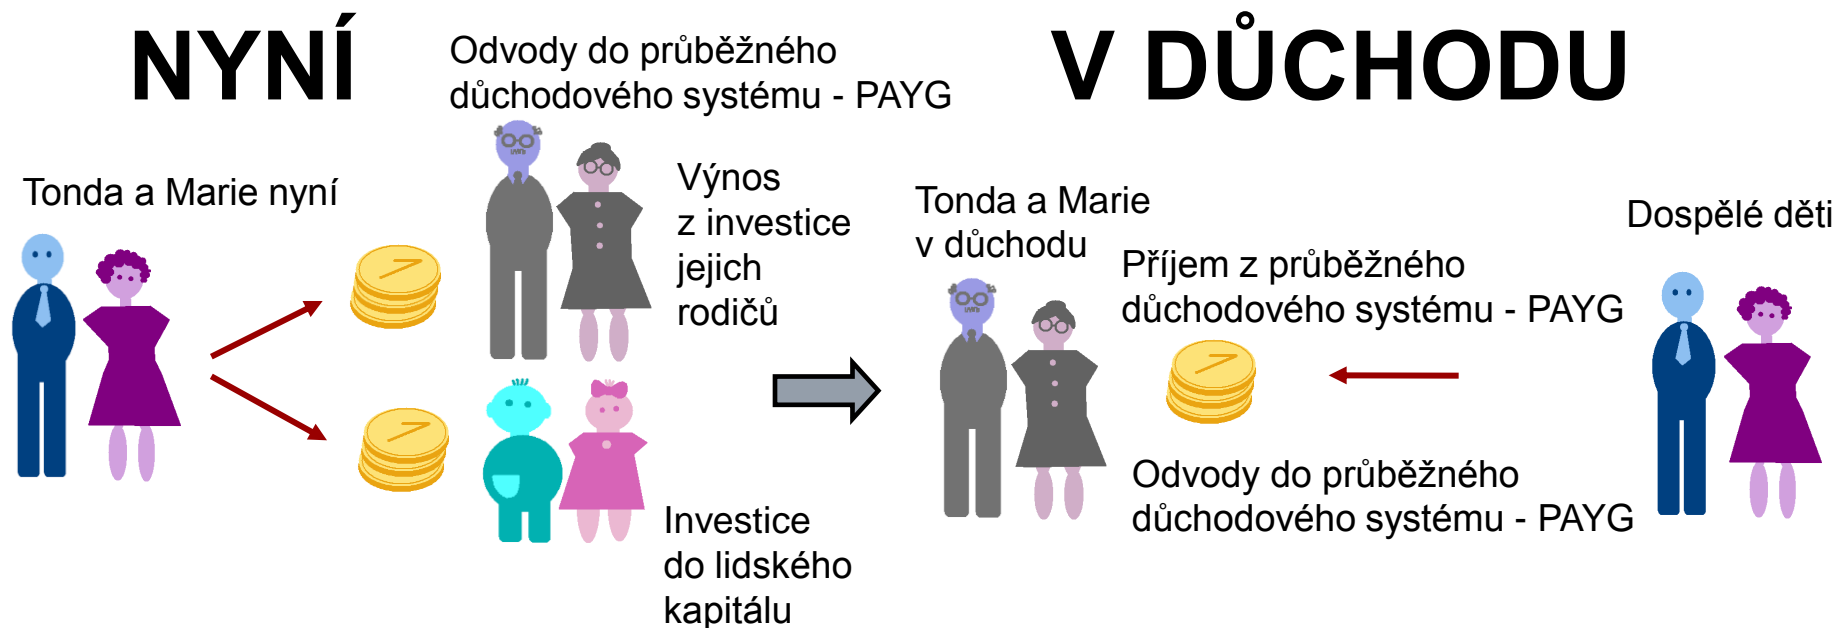 NYNÍ
Odvody do průběžného
důchodového systému - PAYG
Tonda a Marie nyní
Výnos
z investice
jejich
rodičů
Investice
do lidského
kapitálu
V DŮCHODU
Tonda a Marie
v důchodu
Příjem z průběžného
důchodového systému - PAYG
Odvody do průběžného
důchodového systému - PAYG
Dospělé děti